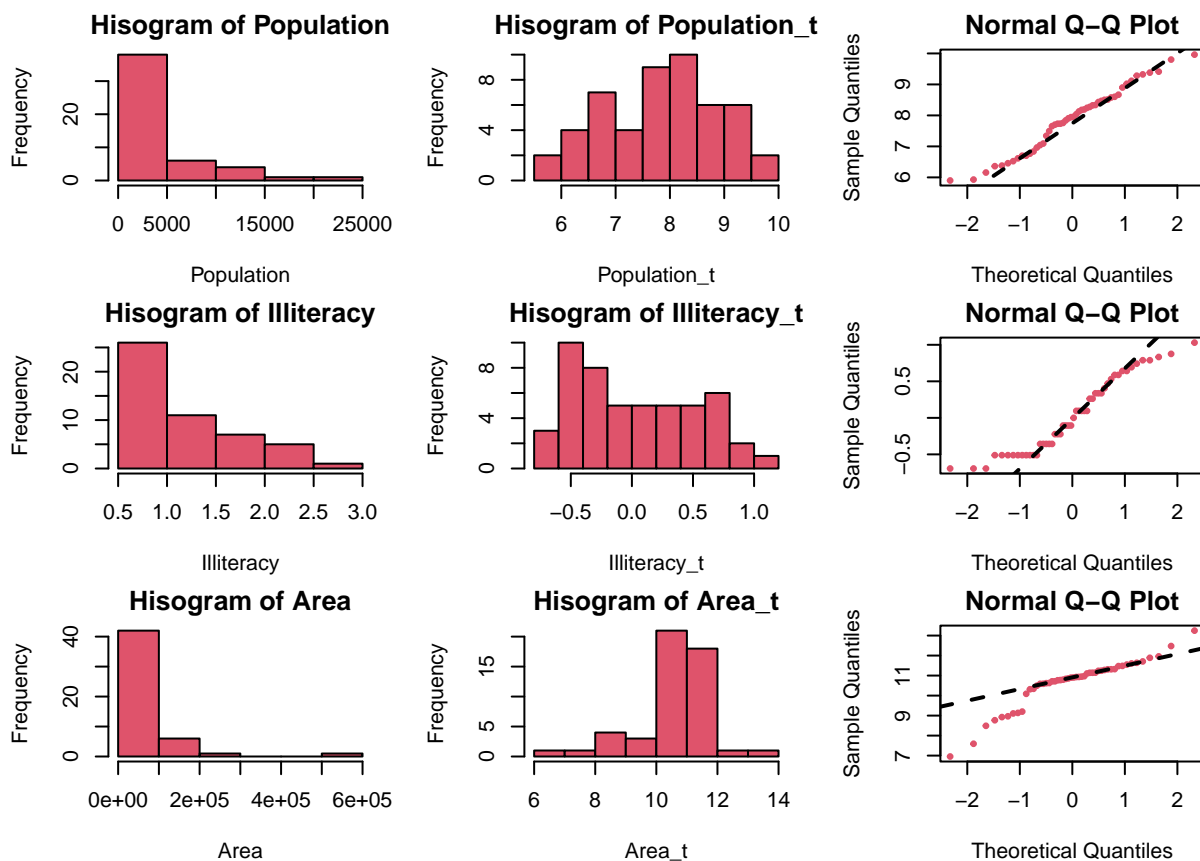 Hisogram of Population
Frequency
0 20
0 5000 15000 25000
Population
Hisogram of Population_t
Frequency
0 4 8
6 7 8 9 10
Population_t
Normal Q−Q Plot
Sample Quantiles
6 7 8 9
−2 −1 0 1 2
Theoretical Quantiles
Hisogram of Illiteracy
Frequency
0 10 20
0.5 1.0 1.5 2.0 2.5 3.0
Illiteracy
Hisogram of Illiteracy_t
Frequency
0 4 8
−0.5 0.0 0.5 1.0
Illiteracy_t
Normal Q−Q Plot
Sample Quantiles
−0.5 0.5
−2 −1 0 1 2
Theoretical Quantiles
Hisogram of Area
Frequency
0 20 40
0e+00 2e+05 4e+05 6e+05
Area
Hisogram of Area_t
Frequency
0 5 15
6 8 10 12 14
Area_t
Normal Q−Q Plot
Sample Quantiles
7 9 11
−2 −1 0 1 2
Theoretical Quantiles